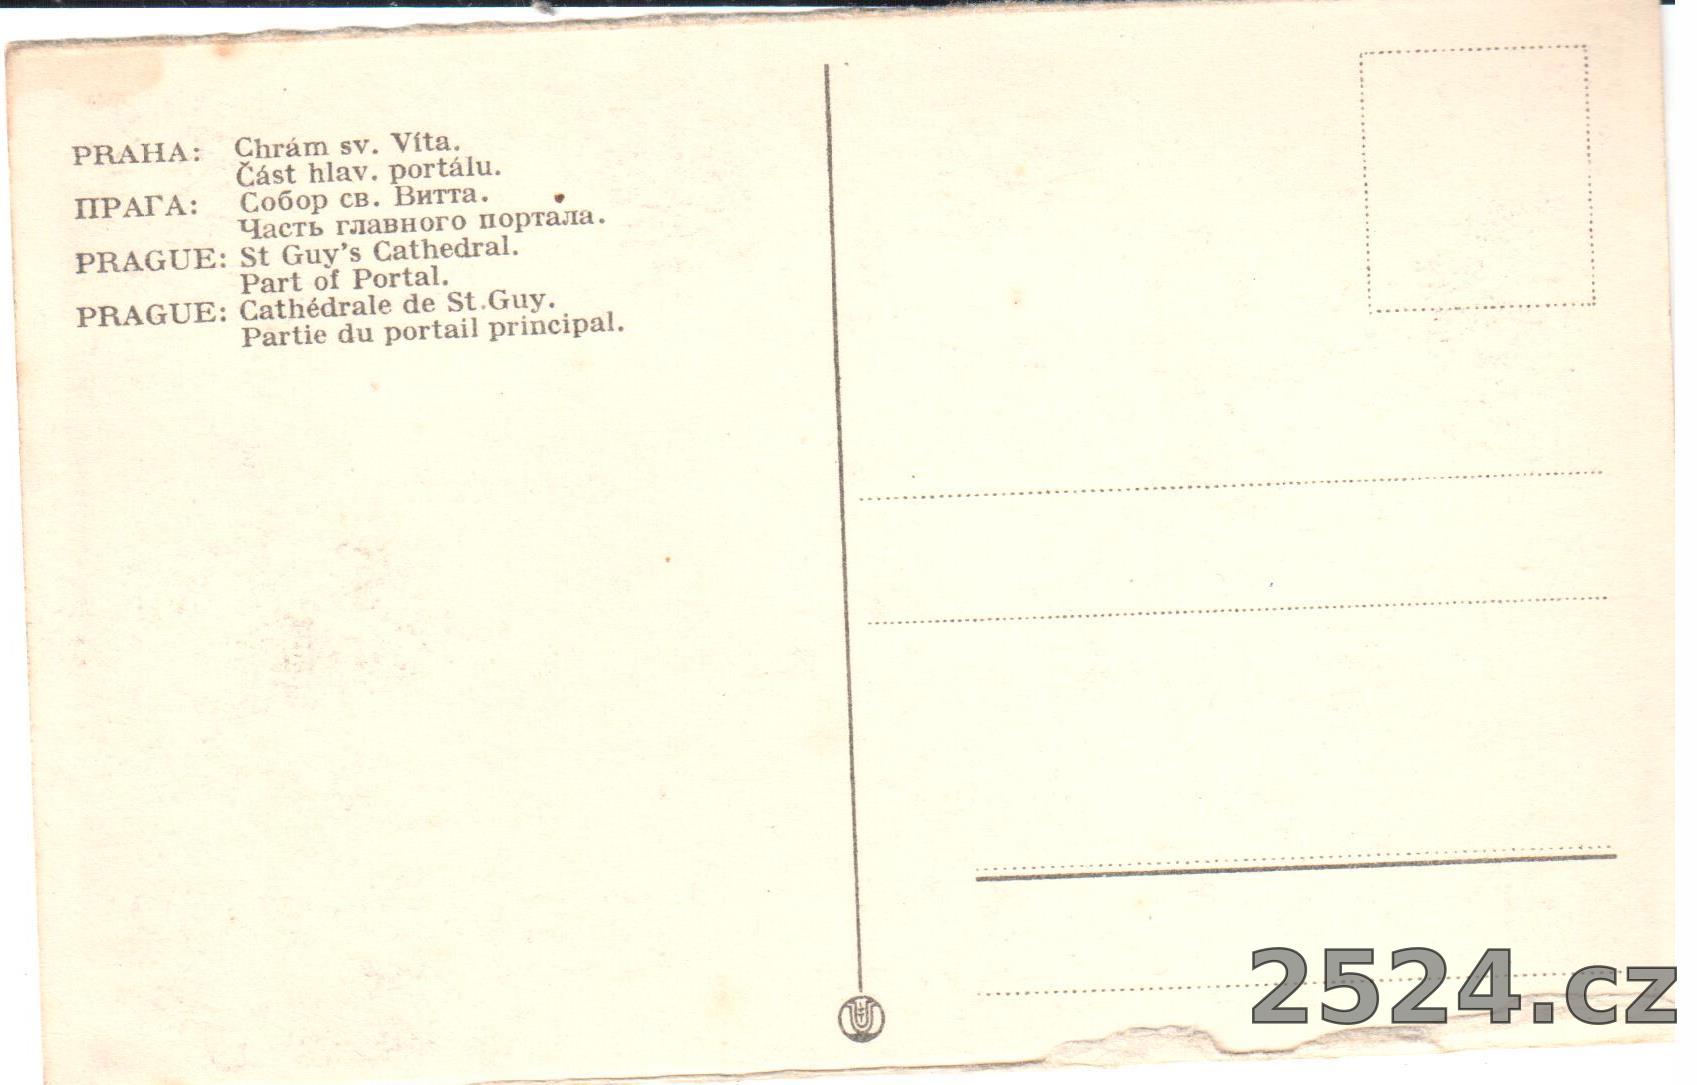 PRAHA: Chrám sv. Víta.
Část hlav. portálu.
ПРАГА: Собор св. Витта.
Часть главного портала.
PRAGUE: St Guy's Cathedral.
Part of Portal.
PRAGUE: Cathédrale de St. Guy.
Partie du portail principal.
2524.cz